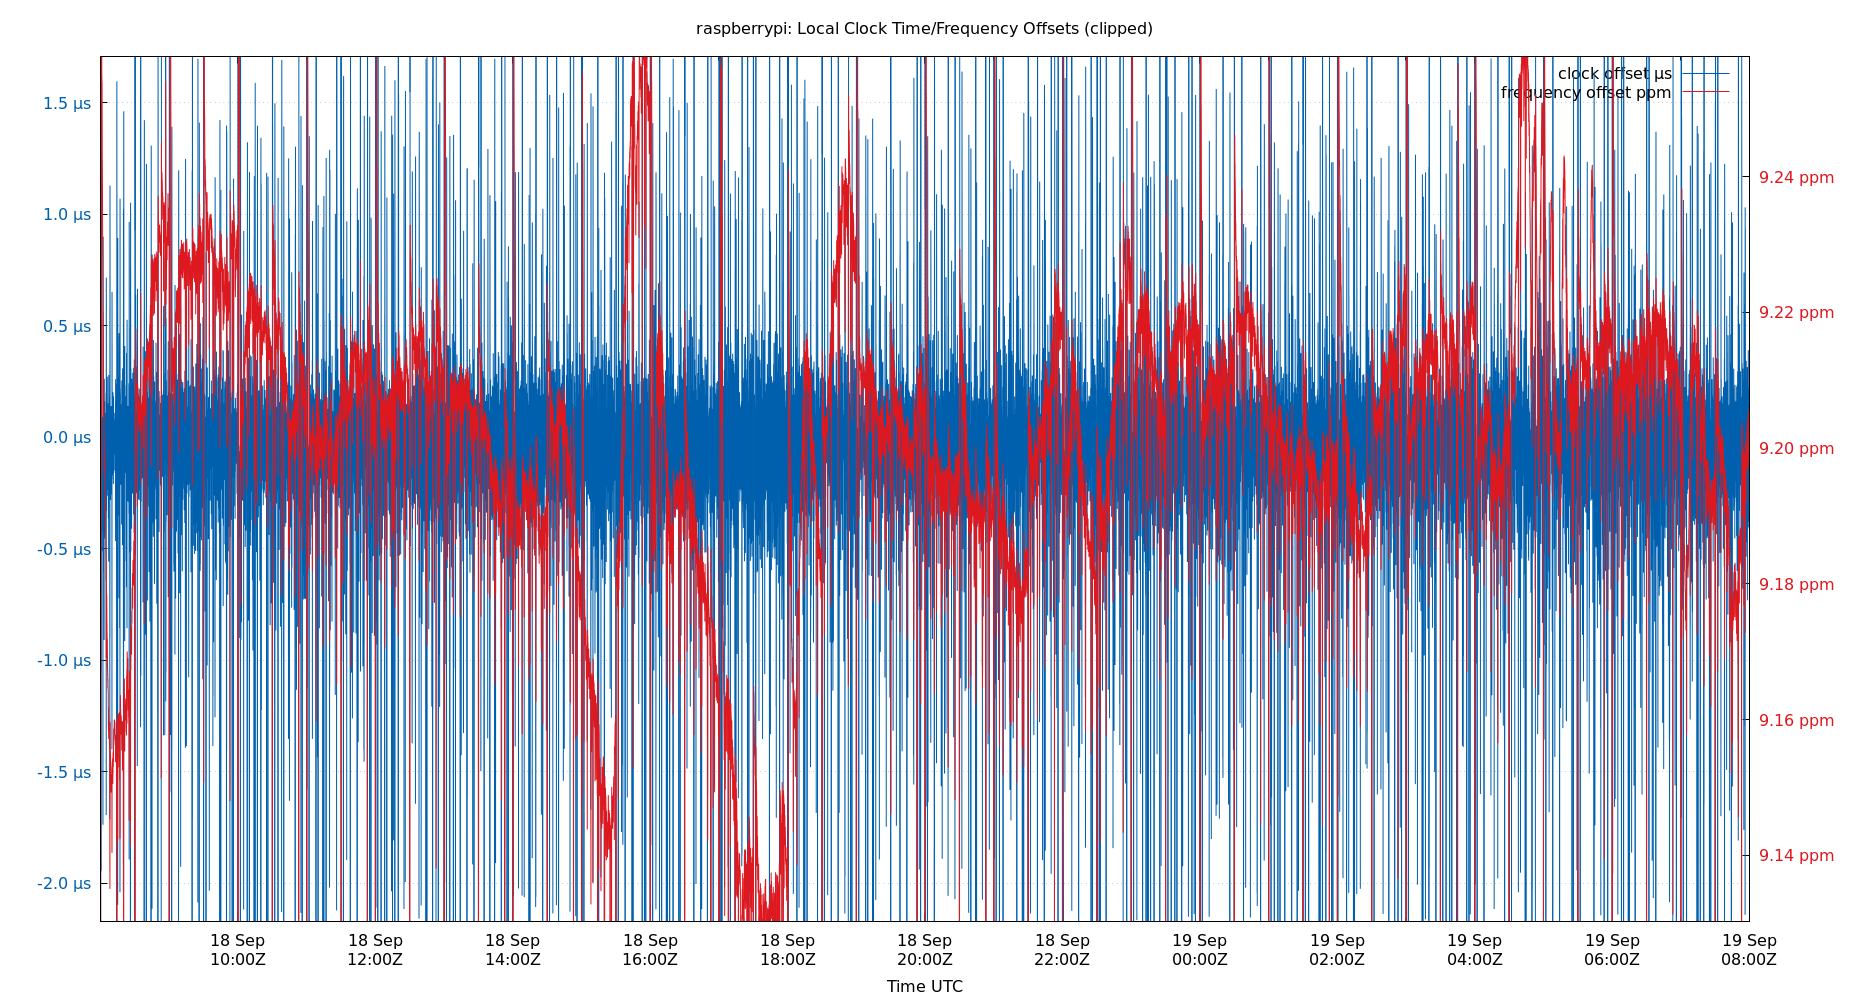 raspberrypi: Local Clock Time/Frequency Offsets (clipped)
clock offset µs
frequency offset ppm
1.5 µs
1.0 µs
0.5 µs
0.0 µs
-0.5 µs
-1.0 µs
-1.5 µs
-2.0 µs
9.24 ppm
9.22 ppm
9.20 ppm
9.18 ppm
9.16 ppm
9.14 ppm
18 Sep 18 Sep 18 Sep 18 Sep 18 Sep 18 Sep 18 Sep 19 Sep 19 Sep 19 Sep 19 Sep 19 Sep
10:00Z 12:00Z 14:00Z 16:00Z 18:00Z 20:00Z 22:00Z 00:00Z 02:00Z 04:00Z 06:00Z 08:00Z
Time UTC